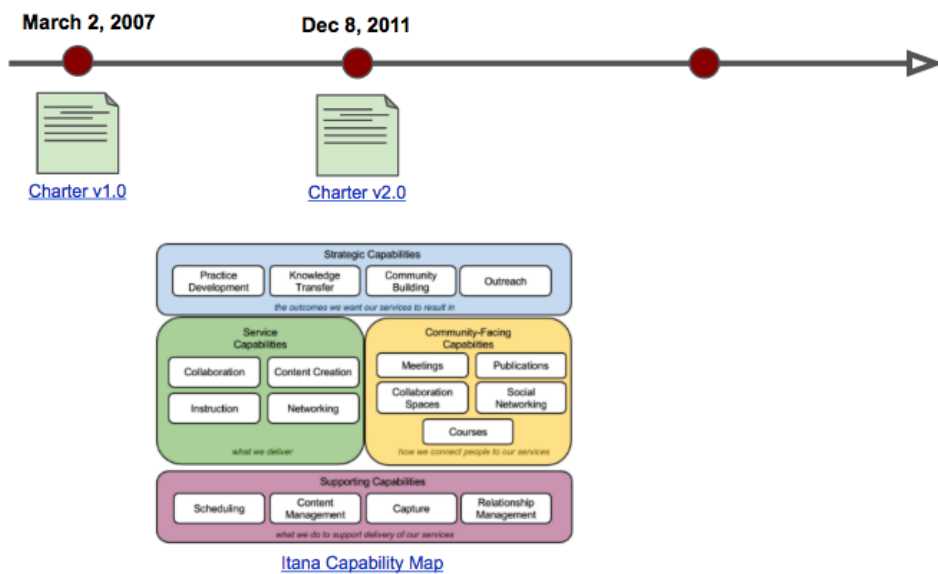 March 2, 2007
Dec 8, 2011
Charter v1.0
Charter v2.0
Strategic Capabilities
Practice
Development
Knowledge
Transfer
Community
Building
Outreach
the outcomes we want our services to result in
Service
Capabilities
Collaboration
Content Creation
Instruction
Networking
what we deliver
Community-Facing
Capabilities
Meetings
Publications
Collaboration
Spaces
Social
Networking
Courses
how we connect people to our services
Supporting Capabilities
Scheduling
Content
Management
Capture
Relationship
Management
what we do to support delivery of our services
Itana Capability Map